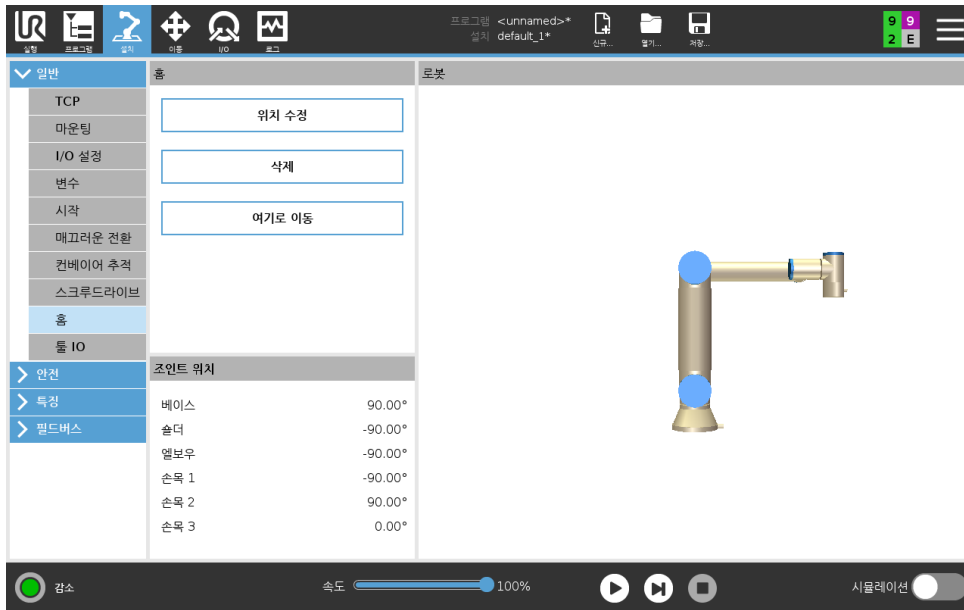 프로그램 <unnamed>*
설치 default_1*
9 9
2 E
UR
실행
프로그램
설치
이동
I/O
로그
신규...
열기...
저장...
일반
TCP
마운팅
I/O 설정
변수
시작
매끄러운 전환
컨베이어 추적
스크루드라이브
홈
툴 IO
안전
특징
필드버스
홈
위치 수정
삭제
여기로 이동
조인트 위치
베이스 90.00°
숄더 -90.00°
엘보우 -90.00°
손목 1 -90.00°
손목 2 90.00°
손목 3 0.00°
로봇
감소
속도 100%
시뮬레이션